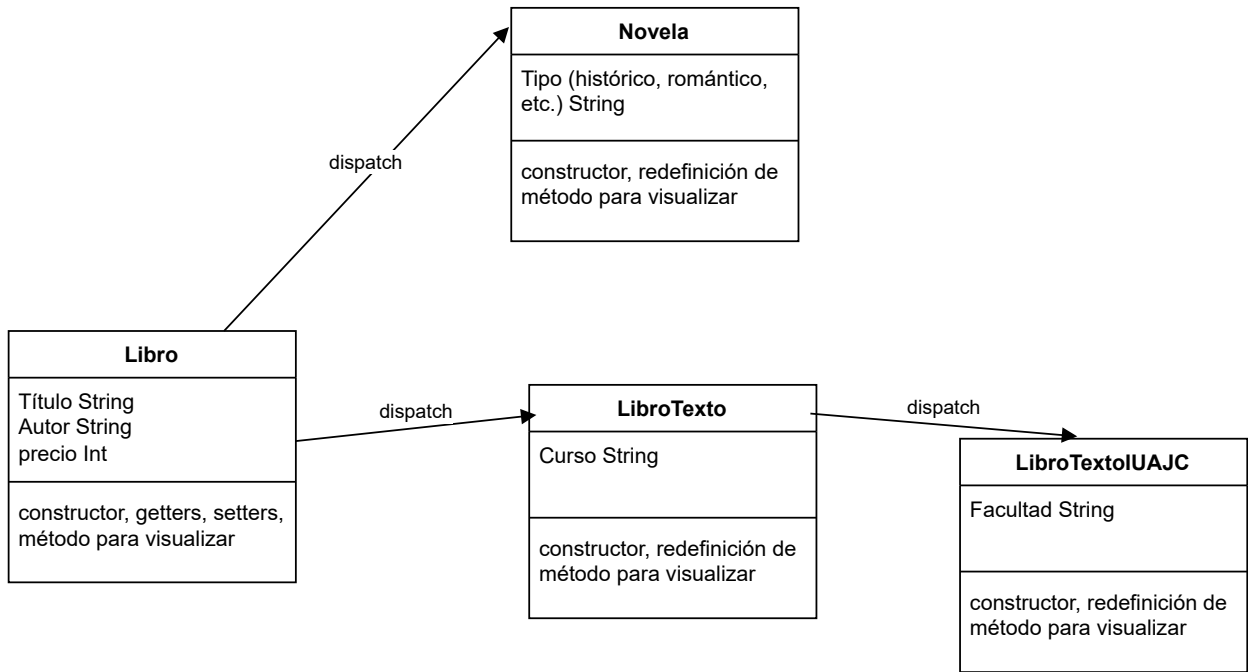 Novela
Tipo (histórico, romántico,
etc.) String
constructor, redefinición de
método para visualizar
dispatch
Libro
Título String
Autor String
precio Int
constructor, getters, setters,
método para visualizar
dispatch
LibroTexto
Curso String
constructor, redefinición de
método para visualizar
dispatch
LibroTextoIUAJC
Facultad String
constructor, redefinición de
método para visualizar